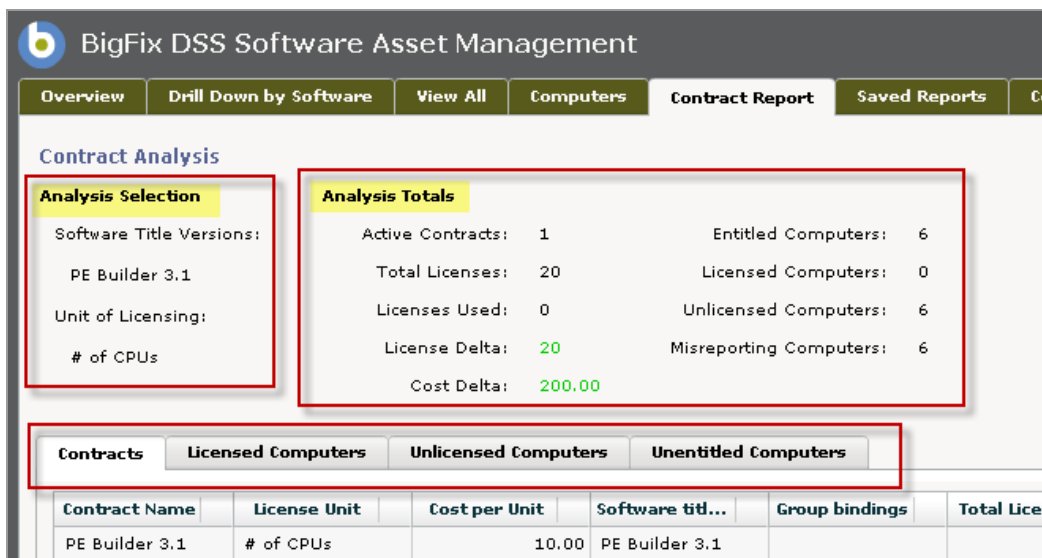 BigFix DSS Software Asset Management
Overview Drill Down by Software View All Computers Contract Report Saved Reports
Contract Analysis
Analysis Selection
Software Title Versions:
PE Builder 3.1
Unit of Licensing:
# of CPUs
Analysis Totals
Active Contracts: 1 Entitled Computers: 6
Total Licenses: 20 Licensed Computers: 0
Licenses Used: 0 Unlicensed Computers: 6
License Delta: 20 Misreporting Computers: 6
Cost Delta: 200.00
Contracts Licensed Computers Unlicensed Computers Unentitled Computers
Contract Name License Unit Cost per Unit Software titl... Group bindings Total Lice
PE Builder 3.1 # of CPUs 10.00 PE Builder 3.1